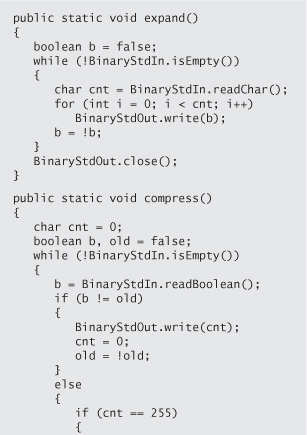 public static void expand()
{
boolean b = false;
while (!BinaryStdIn.isEmpty())
{
char cnt = BinaryStdIn.readChar();
for (int i = 0; i < cnt; i++)
BinaryStdOut.write(b);
b = !b;
}
BinaryStdOut.close();
}
public static void compress()
{
char cnt = 0;
boolean b, old = false;
while (!BinaryStdIn.isEmpty())
{
b = BinaryStdIn.readBoolean();
if (b != old)
{
BinaryStdOut.write(cnt);
cnt = 0;
old = !old;
}
else
{
if (cnt == 255)
{